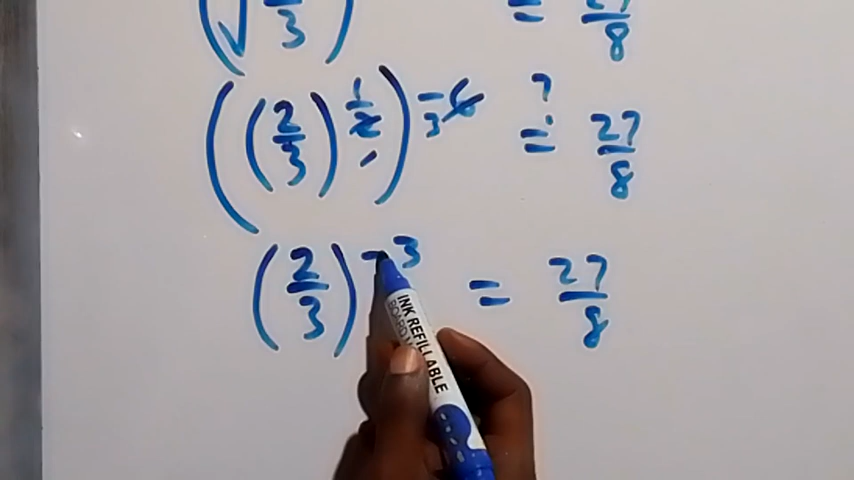 (√2/3) = 27/8
((2/3)^1/2)^-6 -3 1 ?= 27/8
(2/3)^-3 = 27/8
INK REFILLABLE